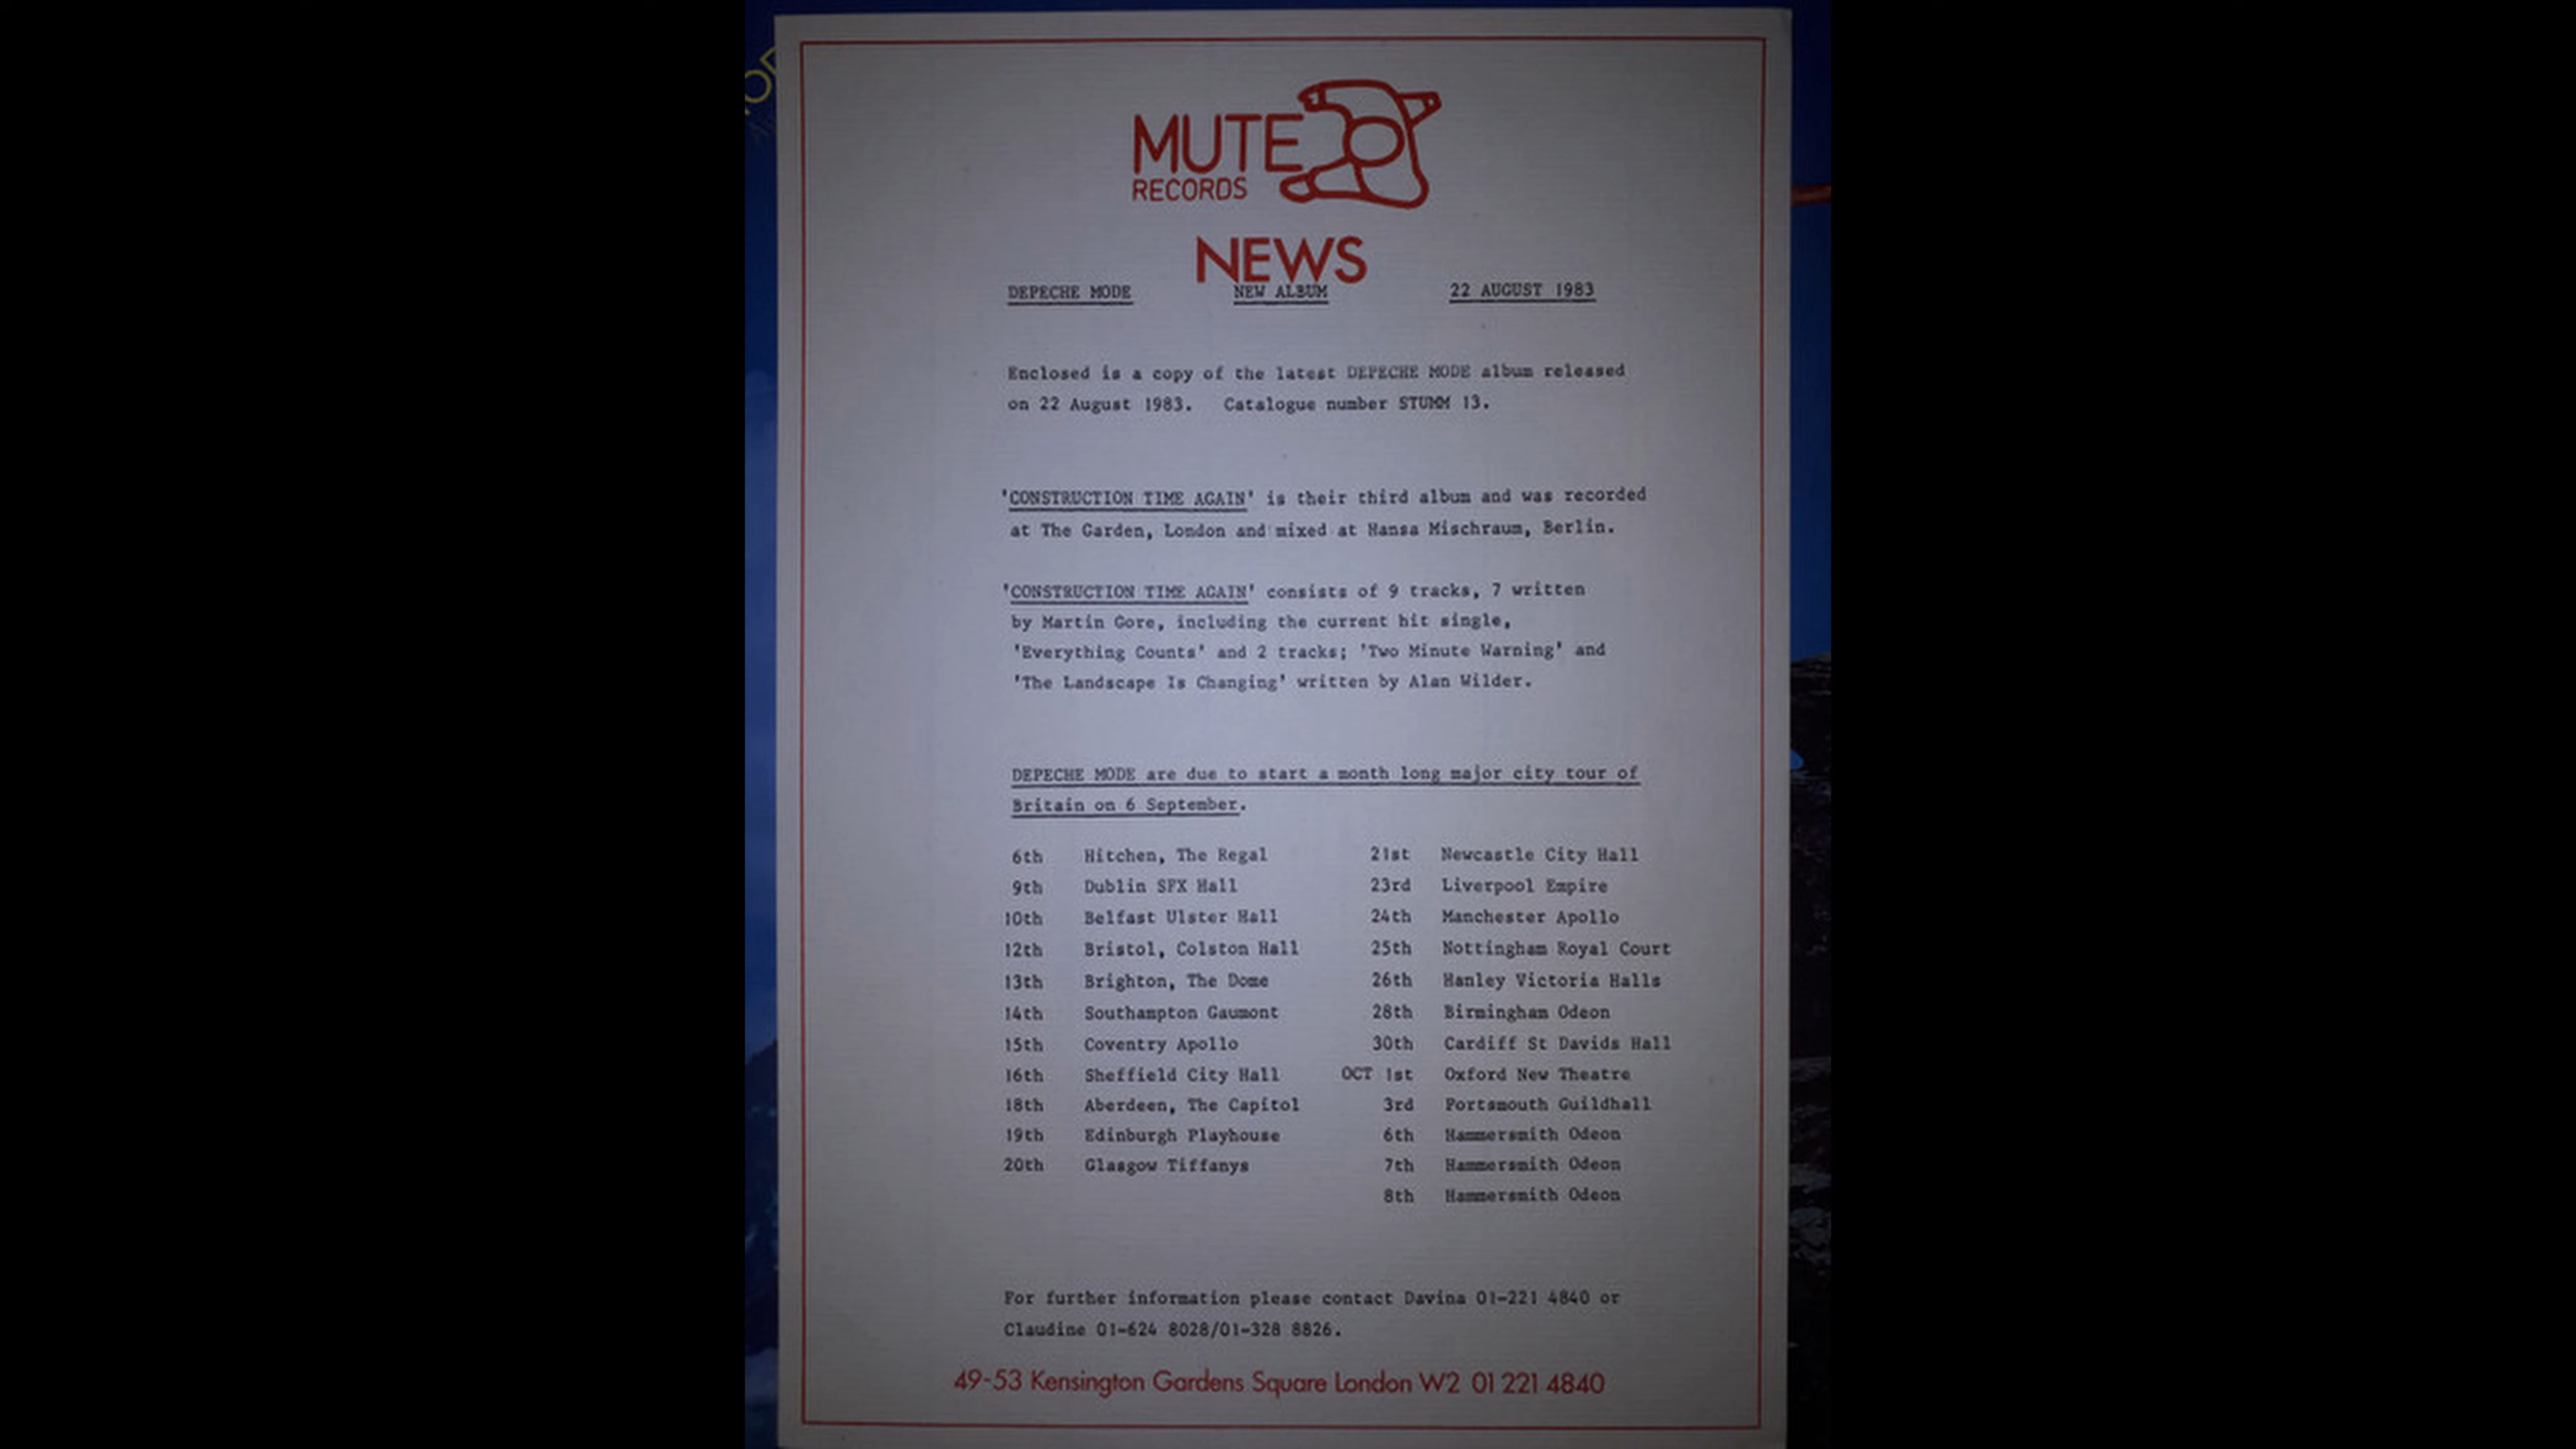 MUTE
RECORDS
NEWS
DEPECHE MODE NEW ALBUM 22 AUGUST 1983
Enclosed is a copy of the latest DEPECHE MODE album released
on 22 August 1983. Catalogue number STUMM 13.
'CONSTRUCTION TIME AGAIN' is their third album and was recorded
at The Garden, London and mixed at Hansa Mischraum, Berlin.
'CONSTRUCTION TIME AGAIN' consists of 9 tracks, 7 written
by Martin Gore, including the current hit single,
'Everything Counts' and 2 tracks; 'Two Minute Warning' and
'The Landscape Is Changing' written by Alan Wilder.
DEPECHE MODE are due to start a month long major city tour of
Britain on 6 September.
6th Hitchen, The Regal
9th Dublin SFX Hall
10th Belfast Ulster Hall
12th Bristol, Colston Hall
13th Brighton, The Dome
14th Southampton Gaumont
15th Coventry Apollo
16th Sheffield City Hall
18th Aberdeen, The Capitol
19th Edinburgh Playhouse
20th Glasgow Tiffanys
21st Newcastle City Hall
23rd Liverpool Empire
24th Manchester Apollo
25th Nottingham Royal Court
26th Hanley Victoria Halls
28th Birmingham Odeon
30th Cardiff St Davids Hall
OCT 1st Oxford New Theatre
3rd Portsmouth Guildhall
6th Hammersmith Odeon
7th Hammersmith Odeon
8th Hammersmith Odeon
For further information please contact Davina 01-221 4840 or
Claudine 01-624 8028/01-328 8826.
49-53 Kensington Gardens Square London W2 01 221 4840